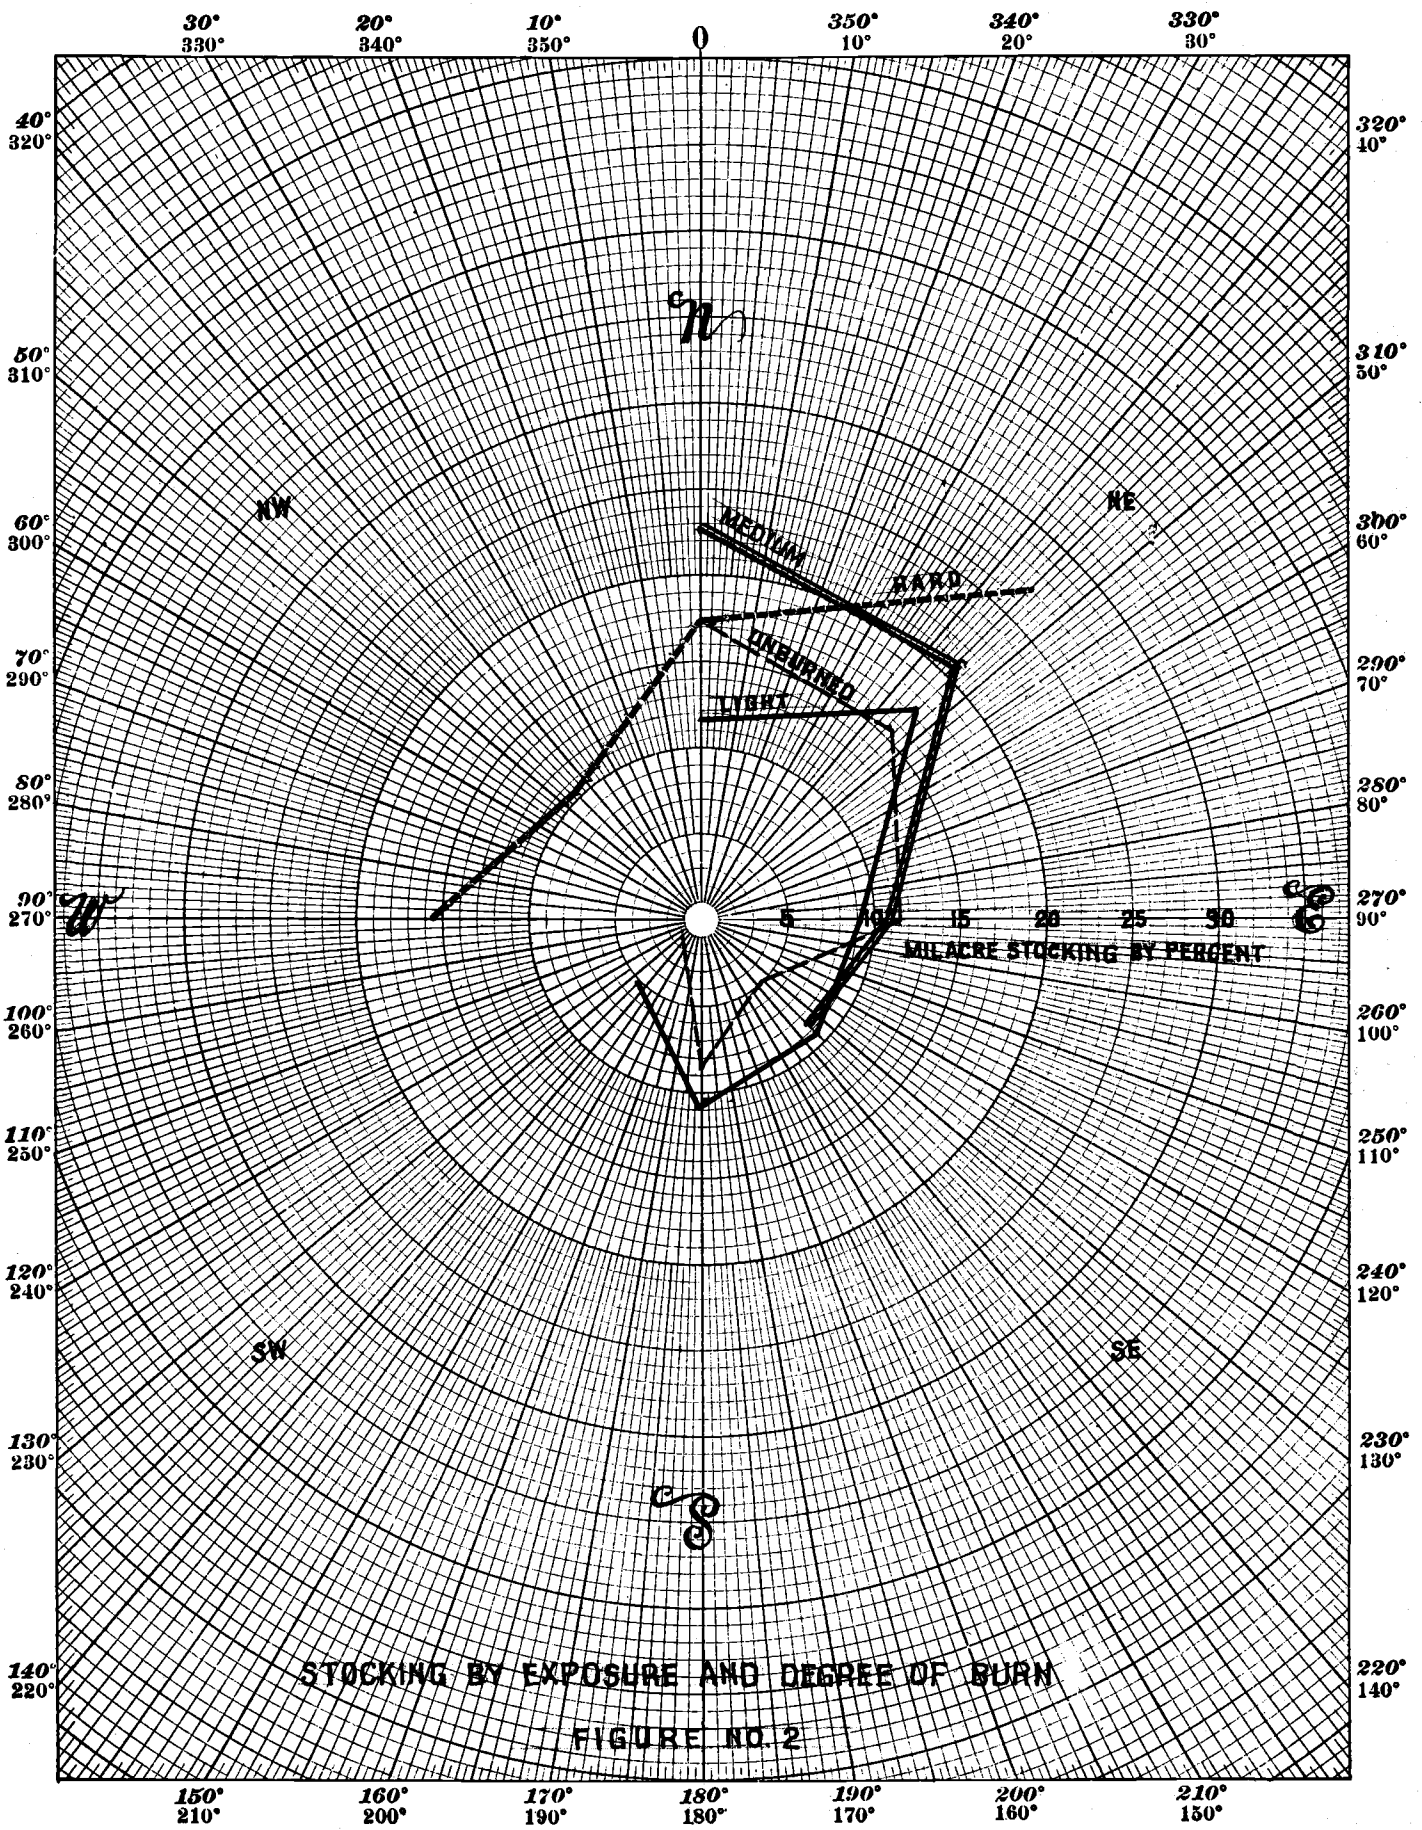 30° 20° 10° 0 350° 340° 330°
330° 340° 350° 10° 20° 30°
40° 320°
320° 40°
N
50° 310°
310° 50°
NW NE
60° 300°
300° 60°
MEDIUM
HARD
UNBURNED
70° 290°
290° 70°
LIGHT
80° 280°
280° 80°
W 90° 5 10 15 20 25 30 E 270°
270° 90°
MILACRE STOCKING BY PERCENT
100° 260°
260° 100°
110° 250°
250° 110°
120° 240°
240° 120°
SW SE
130° 230°
230° 130°
S
140° 220°
220° 140°
STOCKING BY EXPOSURE AND DEGREE OF BURN
FIGURE NO. 2
150° 160° 170° 180° 190° 200° 210°
210° 200° 190° 180° 170° 160° 150°